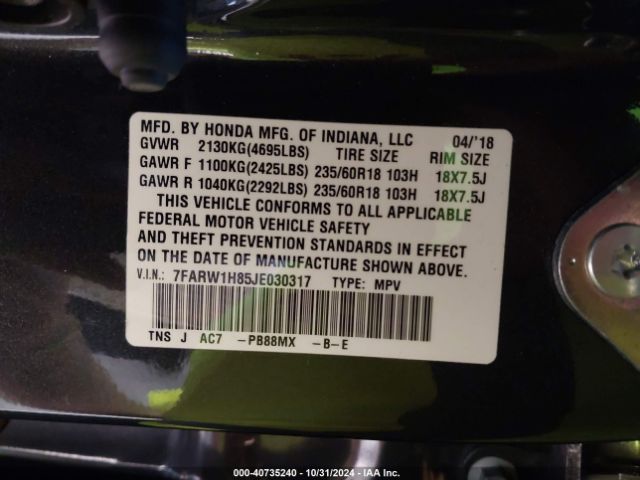 MFD. BY HONDA MFG. OF INDIANA, LLC 04/'18
GVWR 2130KG(4695LBS) TIRE SIZE RIM SIZE
GAWR F 1100KG(2425LBS) 235/60R18 103H 18X7.5J
GAWR R 1040KG(2292LBS) 235/60R18 103H 18X7.5J
THIS VEHICLE CONFORMS TO ALL APPLICABLE
FEDERAL MOTOR VEHICLE SAFETY
AND THEFT PREVENTION STANDARDS IN EFFECT
ON THE DATE OF MANUFACTURE SHOWN ABOVE.
V.I.N.: 7FARW1H85JE030317 TYPE: MPV
TNS J AC7 -PB88MX -B-E
000-40735240 - 10/31/2024 - IAA Inc.